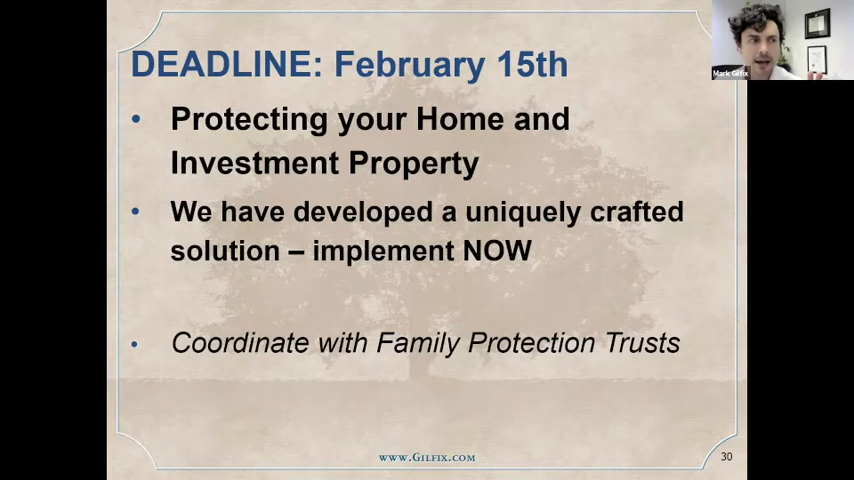 DEADLINE: February 15th
• Protecting your Home and
Investment Property
• We have developed a uniquely crafted
solution – implement NOW
• Coordinate with Family Protection Trusts
www.Gilfix.com
30
Mark Gilfix